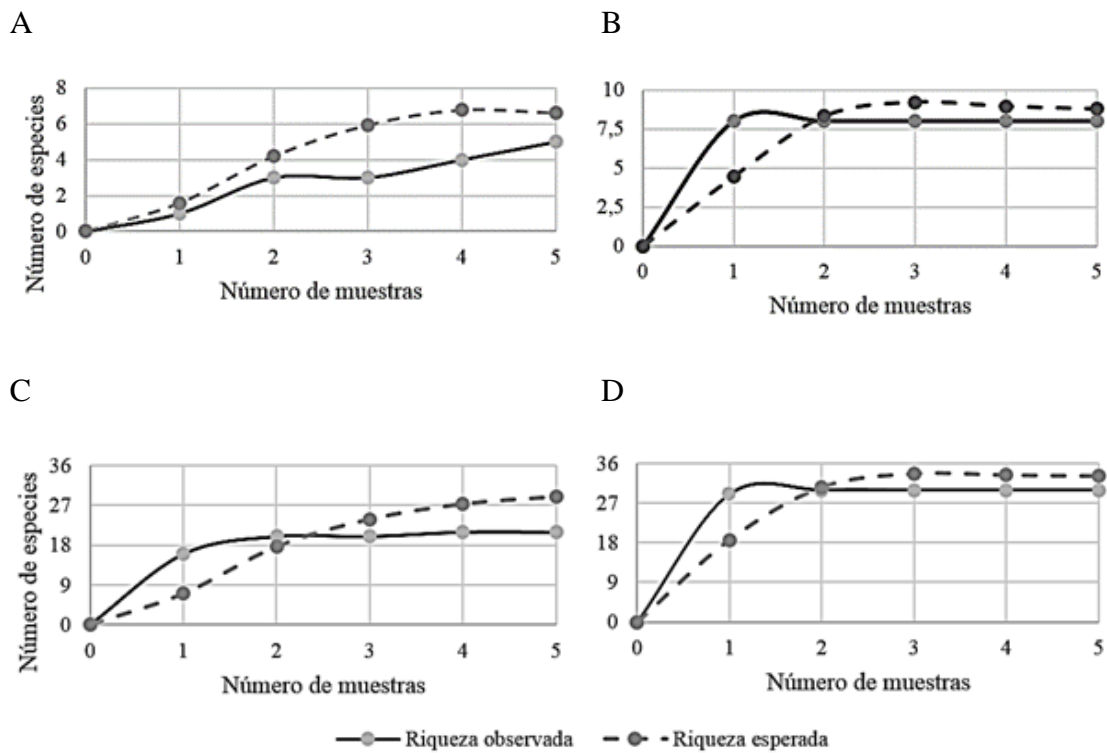 A
B
Número de especies
8
6
4
2
0
0 1 2 3 4 5
Número de muestras
10
7,5
5
2,5
0
0 1 2 3 4 5
Número de muestras
C
D
Número de especies
36
27
18
9
0
0 1 2 3 4 5
Número de muestras
36
27
18
9
0
0 1 2 3 4 5
Número de muestras
Riqueza observada Riqueza esperada